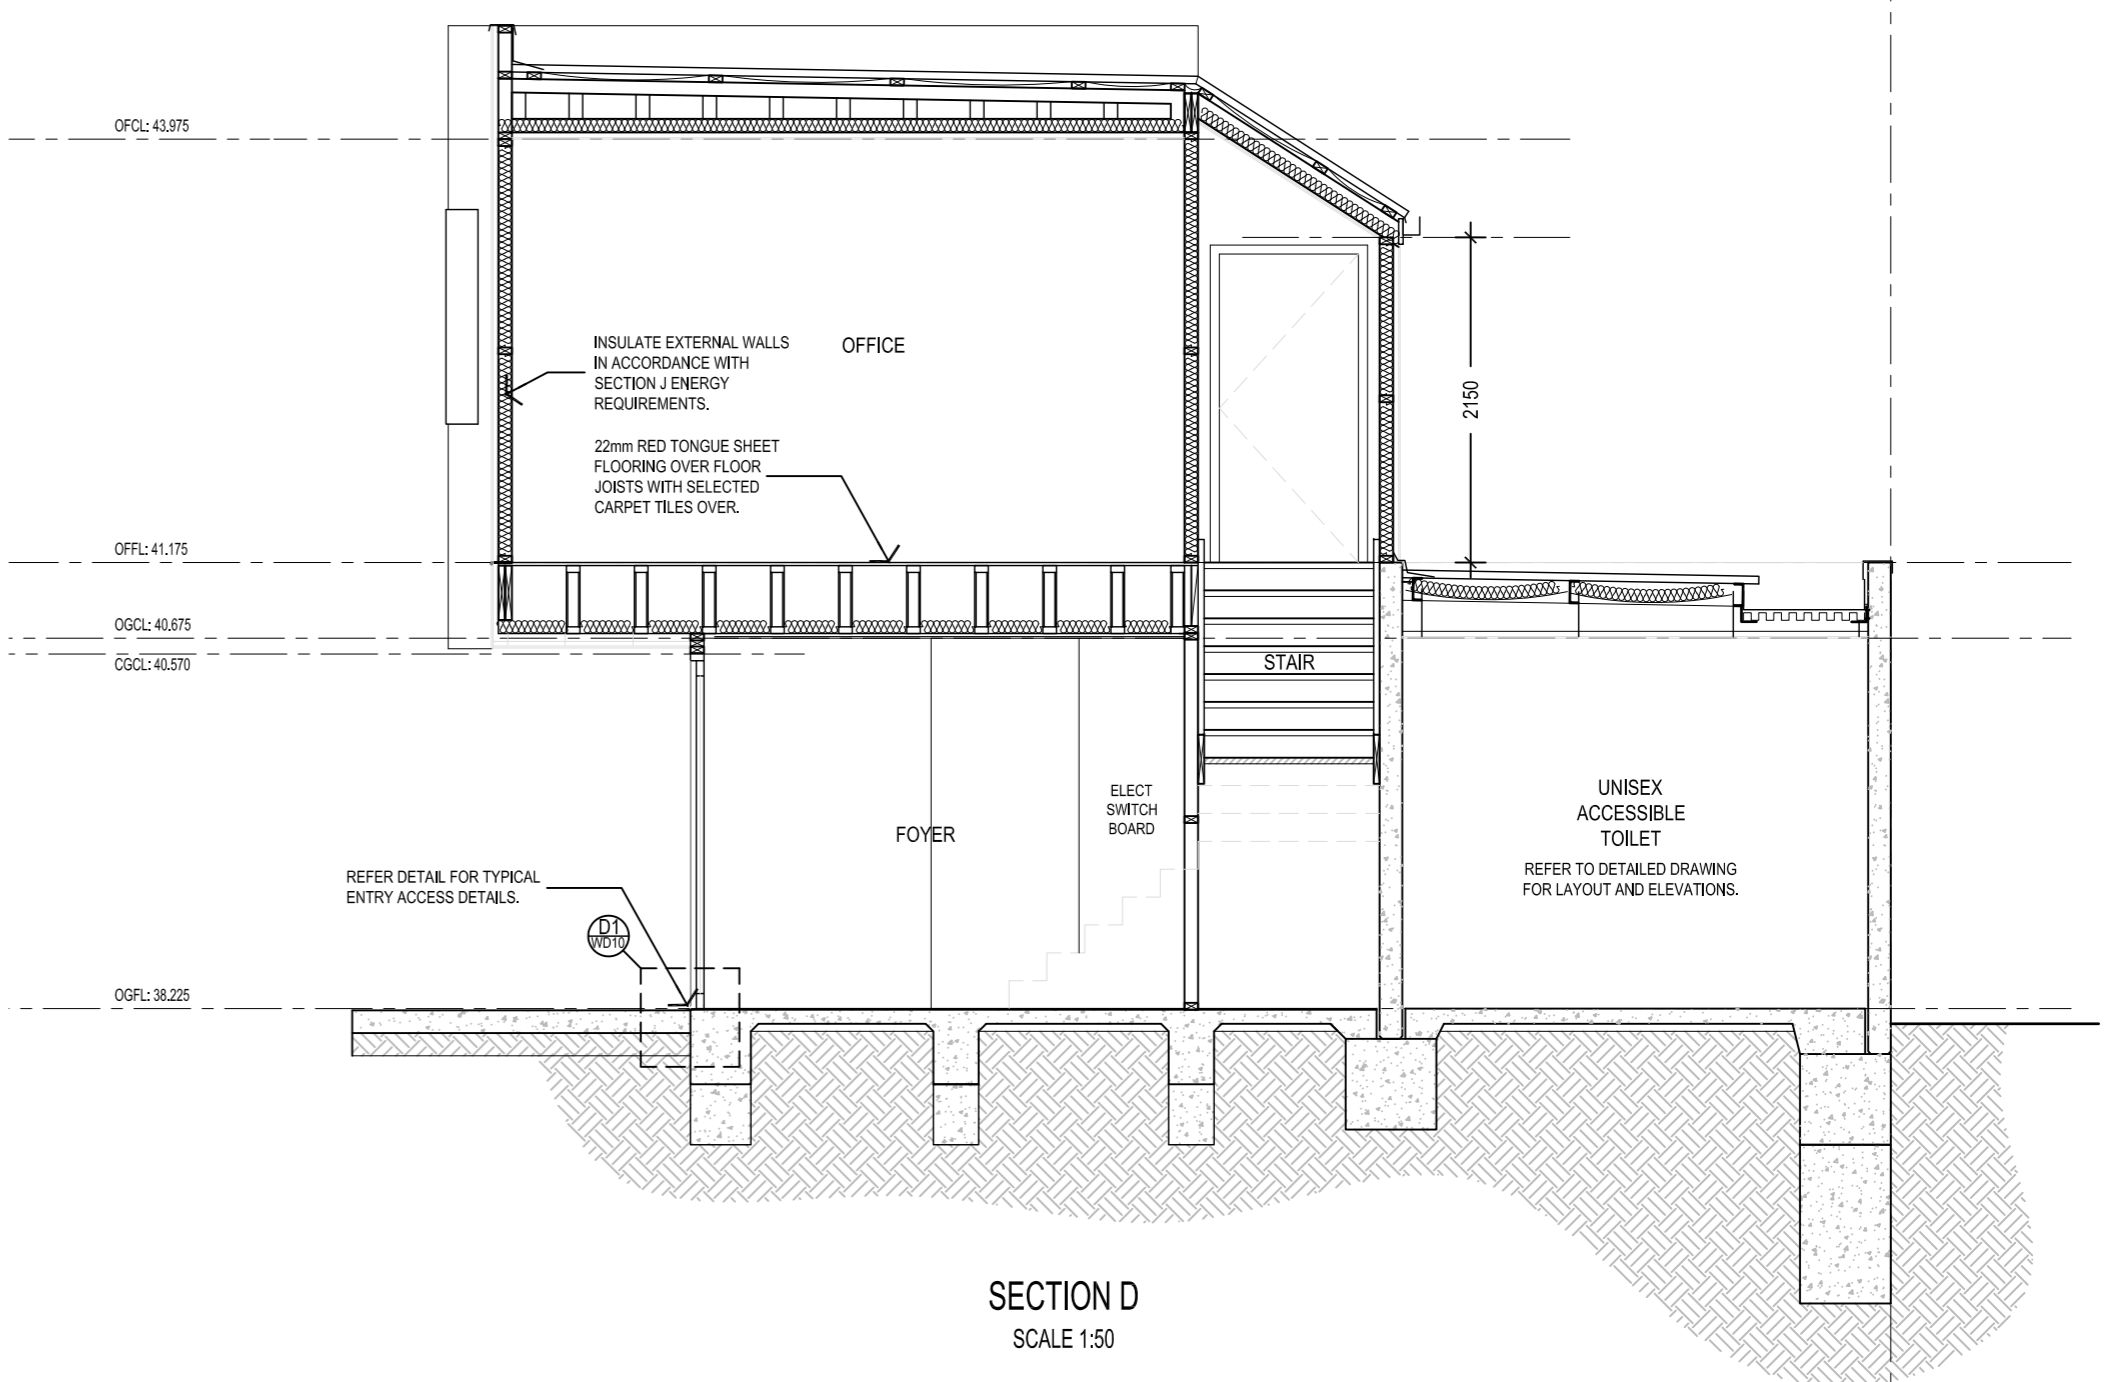 OFCL: 43.975
INSULATE EXTERNAL WALLS
IN ACCORDANCE WITH
SECTION J ENERGY
REQUIREMENTS.
OFFICE
2150
22mm RED TONGUE SHEET
FLOORING OVER FLOOR
JOISTS WITH SELECTED
CARPET TILES OVER.
OFFL: 41.175
OGCL: 40.675
CGCL: 40.570
STAIR
ELECT
SWITCH
BOARD
FOYER
UNISEX
ACCESSIBLE
TOILET
REFER TO DETAILED DRAWING
FOR LAYOUT AND ELEVATIONS.
REFER DETAIL FOR TYPICAL
ENTRY ACCESS DETAILS.
D1
WD10
OGFL: 38.225
SECTION D
SCALE 1:50